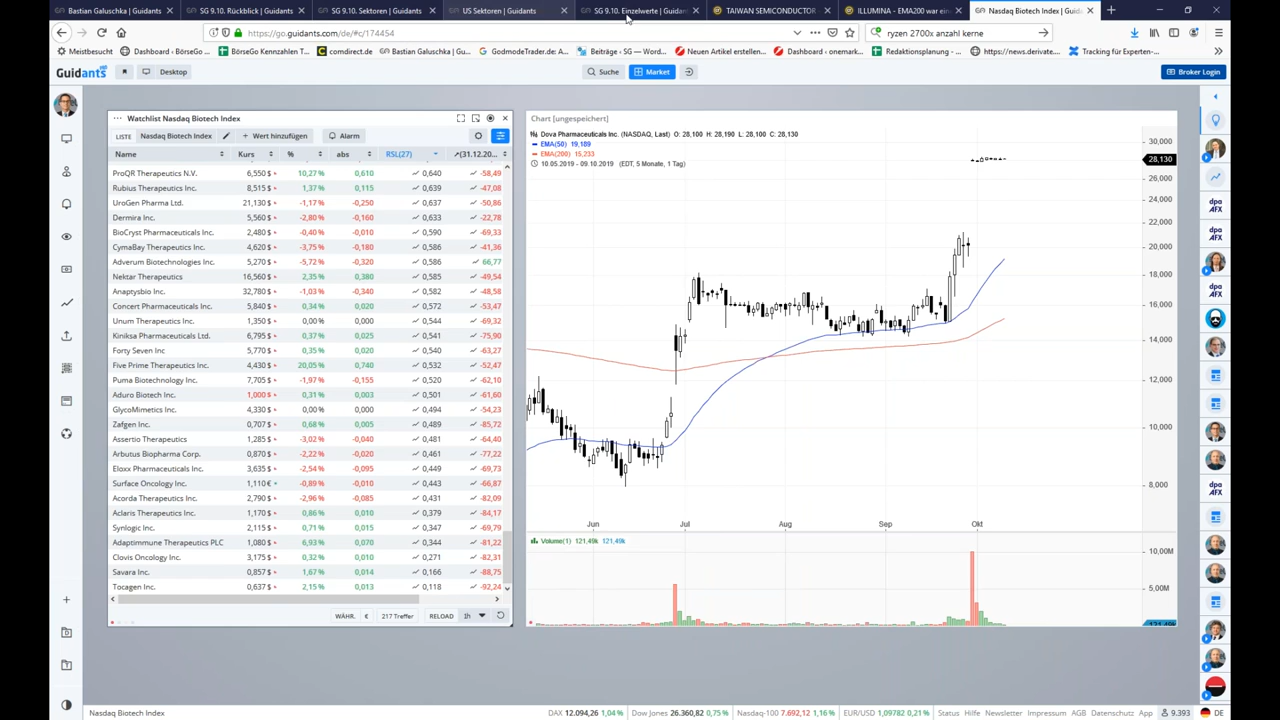 Bastian Galuschka | Guidants
SG 9.10. Rückblick | Guidants
SG 9.10. Sektoren | Guidants
US Sektoren | Guidants
SG 9.10. Einzelwerte | Guidan
TAIWAN SEMICONDUCTOR
ILLUMINA - EMA200 war ein
Nasdaq Biotech Index | Guida
https://go.guidants.com/de/#c/174454
ryzen 2700x anzahl kerne
Meistbesucht
Dashboard ‹ BörseGo ...
BörseGo Kennzahlen
comdirect.de
Bastian Galuschka | Gui...
GodmodeTrader.de: A...
Beiträge ‹ SG — Word...
Neuen Artikel erstellen...
Dashboard ‹ onemark...
Redaktionsplanung - ...
https://news.derivate....
Tracking für Experten-...
Guidants
Desktop
Suche
Market
Broker Login
Watchlist Nasdaq Biotech Index
LISTE Nasdaq Biotech Index + Wert hinzufügen Alarm
Name Kurs % abs RSL(27) (31.12.20...
ProQR Therapeutics N.V. 6,550 $ 10,27 % 0,610 0,640 -58,49
Rubius Therapeutics Inc. 8,515 $ 1,37 % 0,115 0,639 -47,08
UroGen Pharma Ltd. 21,130 $ -1,17 % -0,250 0,637 -50,86
Dermira Inc. 5,560 $ -2,80 % -0,160 0,633 -22,78
BioCryst Pharmaceuticals Inc. 2,480 $ -0,40 % -0,010 0,590 -69,33
CymaBay Therapeutics Inc. 4,620 $ -3,75 % -0,180 0,586 -41,36
Adverum Biotechnologies Inc. 5,270 $ -5,72 % -0,320 0,586 66,77
Nektar Therapeutics 16,560 $ 2,35 % 0,380 0,585 -49,54
Anaptysbio Inc. 32,780 $ -1,03 % -0,340 0,582 -48,58
Concert Pharmaceuticals Inc. 5,840 $ 0,34 % 0,020 0,572 -53,47
Unum Therapeutics Inc. 1,350 $ 0,00 % 0,000 0,544 -69,32
Kiniksa Pharmaceuticals Ltd. 6,795 $ 0,37 % 0,025 0,541 -75,90
Forty Seven Inc 5,770 $ 0,35 % 0,020 0,540 -63,27
Five Prime Therapeutics Inc. 4,430 $ 20,05 % 0,740 0,532 -52,47
Puma Biotechnology Inc. 7,705 $ -1,97 % -0,155 0,520 -62,10
Aduro Biotech Inc. 1,000 $ 0,31 % 0,003 0,501 -61,60
GlycoMimetics Inc. 4,330 $ 0,00 % 0,000 0,494 -54,23
Zafgen Inc. 0,707 $ 0,68 % 0,005 0,489 -85,72
Assertio Therapeutics 1,285 $ -3,02 % -0,040 0,481 -64,40
Arbutus Biopharma Corp. 0,870 $ -2,22 % -0,020 0,461 -77,22
Eloxx Pharmaceuticals Inc. 3,635 $ -2,54 % -0,095 0,449 -69,73
Surface Oncology Inc. 1,110 € -0,89 % -0,010 0,443 -66,87
Acorda Therapeutics Inc. 2,790 $ -2,96 % -0,085 0,431 -82,09
Aclaris Therapeutics Inc. 1,170 $ 0,86 % 0,010 0,379 -84,17
Synlogic Inc. 2,115 $ 0,71 % 0,015 0,347 -69,79
Adaptimmune Therapeutics PLC 1,080 $ 6,93 % 0,070 0,344 -81,22
Clovis Oncology Inc. 3,175 $ 0,32 % 0,010 0,271 -82,31
Savara Inc. 0,857 $ 1,67 % 0,014 0,166 -88,75
Tocagen Inc. 0,637 $ 2,15 % 0,013 0,118 -92,24
WÄHR. € 217 Treffer RELOAD 1h
Chart [ungespeichert]
Dova Pharmaceuticals Inc. (NASDAQ, Last) O: 28,100 H: 28,190 L: 28,100 C: 28,130
EMA(50) 19,189
EMA(200) 15,233
10.05.2019 - 09.10.2019 (EDT, 5 Monate, 1 Tag)
30,000
28,130
26,000
24,000
22,000
20,000
18,000
16,000
14,000
12,000
10,000
8,000
Jun Jul Aug Sep Okt
Volume(1) 121,49k 121,49k
10,00M
5,00M
121,49k
dpa AFX
dpa AFX
dpa AFX
dpa AFX
Nasdaq Biotech Index
DAX 12.094,26 1,04 % Dow Jones 26.360,82 0,75 % Nasdaq-100 7.692,12 1,16 % EUR/USD 1,09782 0,21 % Status Hilfe Newsletter Impressum AGB Datenschutz App 9.393 DE